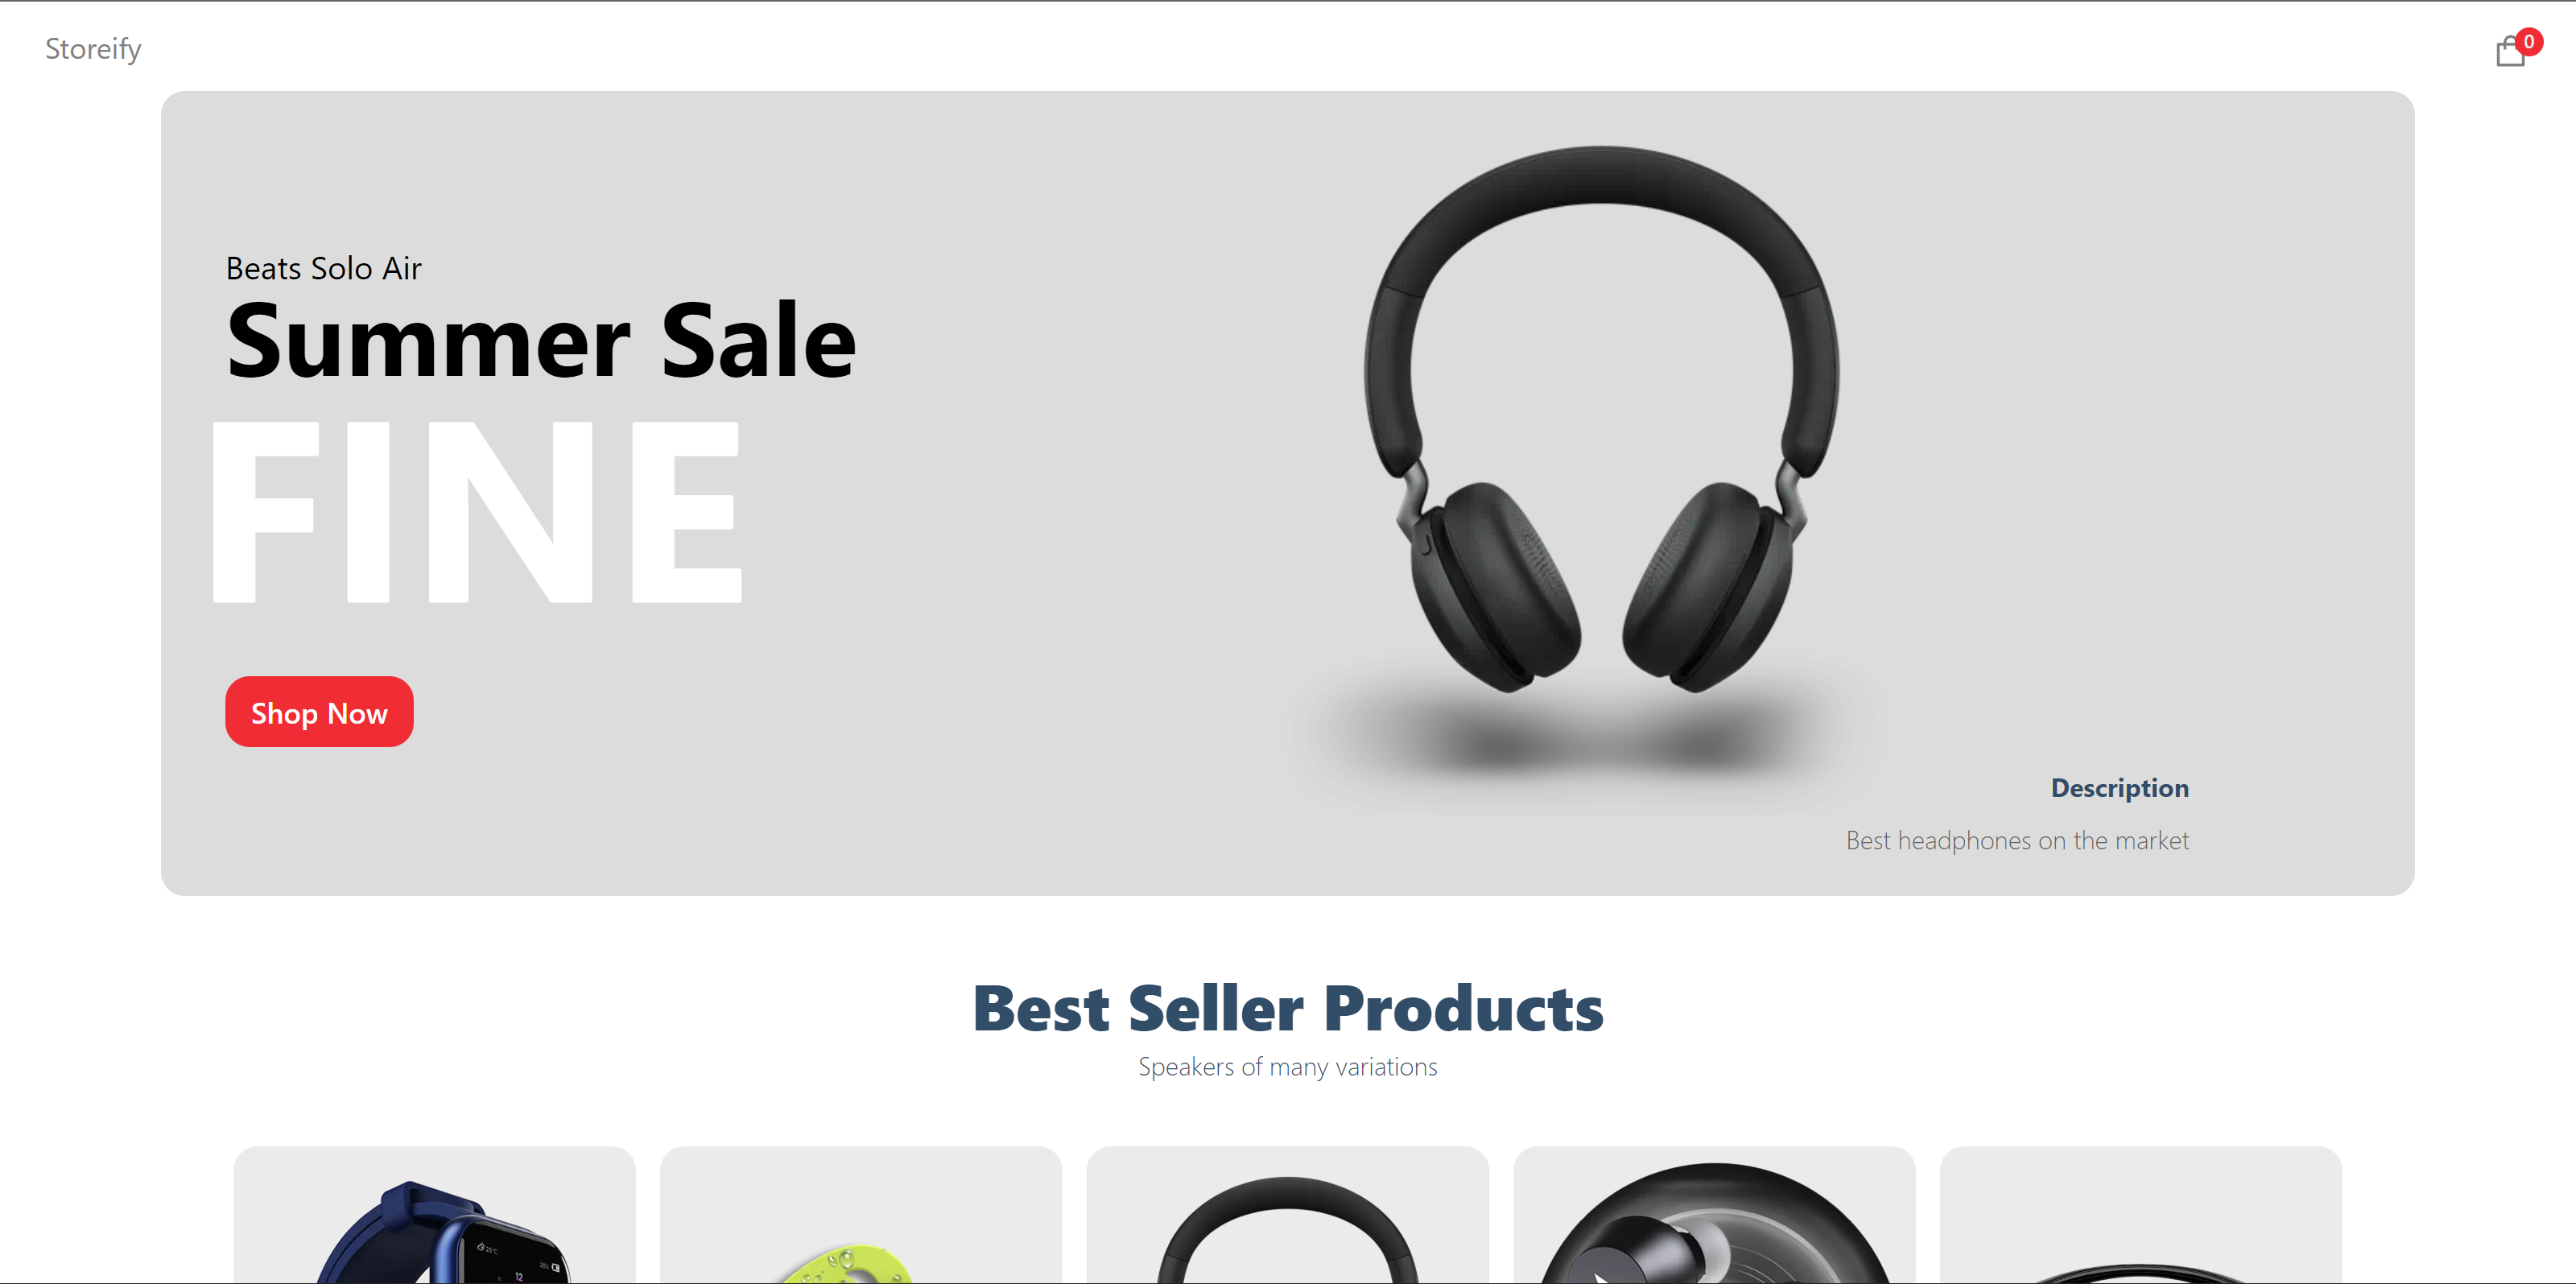 Storeify
0
Beats Solo Air
Summer Sale
FINE
Shop Now
Description
Best headphones on the market
Best Seller Products
Speakers of many variations
12